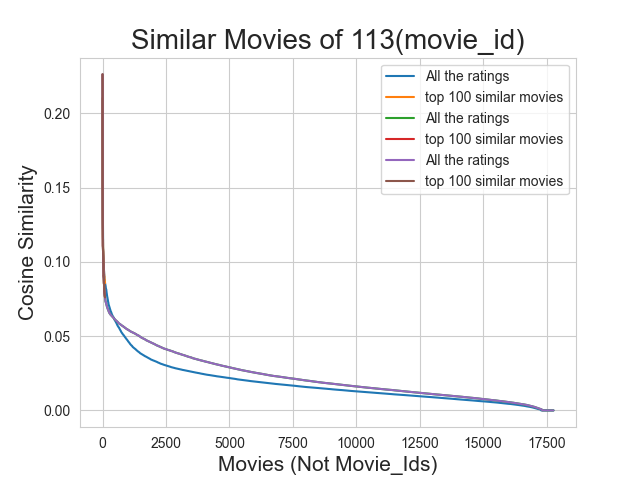 Similar Movies of 113(movie_id)
All the ratings
top 100 similar movies
All the ratings
top 100 similar movies
All the ratings
top 100 similar movies
Cosine Similarity
0.20
0.15
0.10
0.05
0.00
0 2500 5000 7500 10000 12500 15000 17500
Movies (Not Movie_Ids)